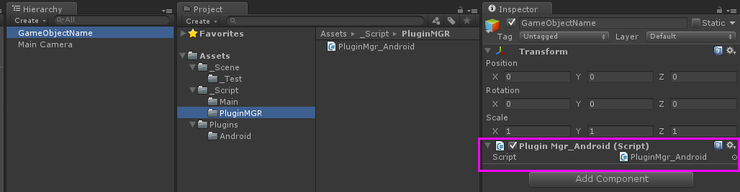 Hierarchy
Create All
GameObjectName
Main Camera
Project
Create
Favorites
Assets
_Scene
_Test
_Script
Main
PluginMGR
Plugins
Android
Assets _Script PluginMGR
PluginMgr_Android
Inspector
GameObjectName Static
Tag Untagged Layer Default
Transform
Position
X 0 Y 0 Z 0
Rotation
X 0 Y 0 Z 0
Scale
X 1 Y 1 Z 1
Plugin Mgr_Android (Script)
Script PluginMgr_Android
Add Component